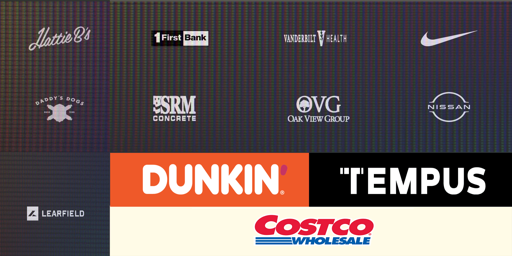 Hattie B's
1st First Bank
VANDERBILT V HEALTH
DADDY'S DOGS
SRM
CONCRETE
OVG
OAK VIEW GROUP
NISSAN
LEARFIELD
DUNKIN'
TEMPUS
COSTCO
WHOLESALE